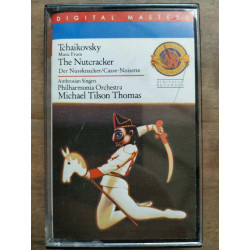 DIGITAL MASTERS
Tchaikovsky
Music From
The Nutcracker
Der Nussknacker/Casse-Noisette
Ambrosian Singers
Philharmonia Orchestra
Michael Tilson Thomas